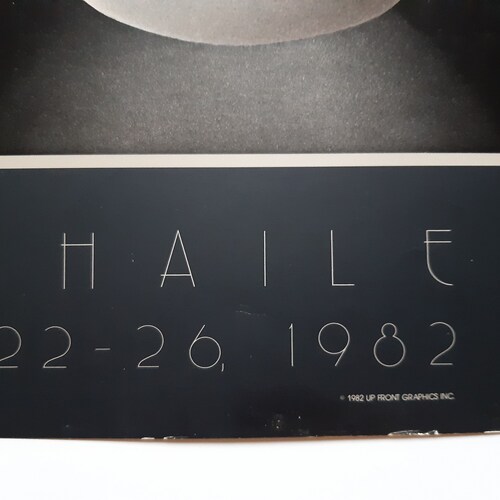 HAILE
22-26, 1982
© 1982 UP FRONT GRAPHICS INC.